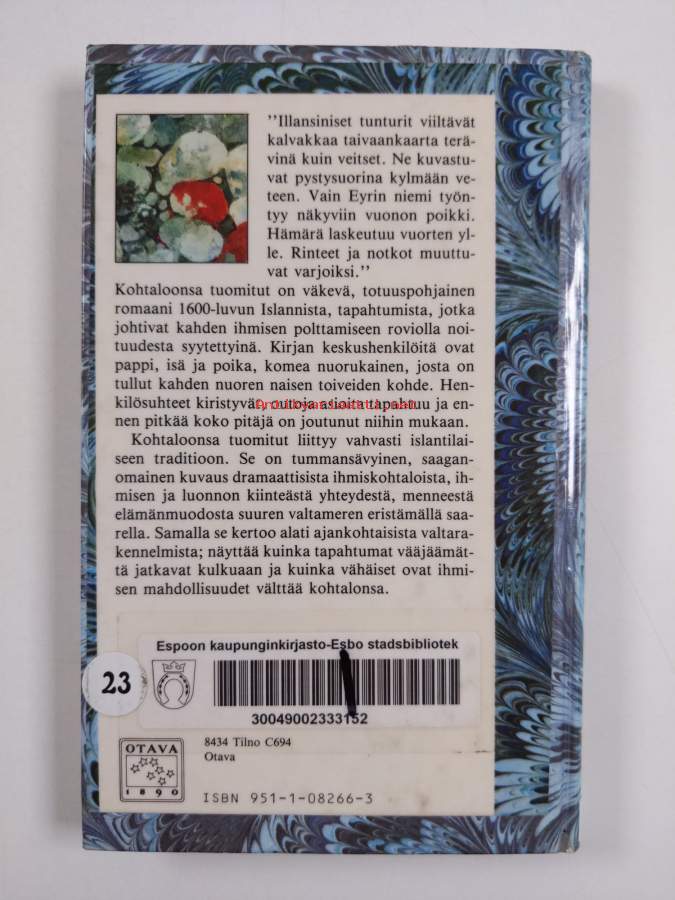 "Illansiniset tunturit viiltävät
kalvakkaa taivaankaarta terä-
vinä kuin veitset. Ne kuvastu-
vat pystysuorina kylmään ve-
teen. Vain Eyrin niemi työn-
tyy näkyviin vuonon poikki.
Hämärä laskeutuu vuorten yl-
le. Rinteet ja notkot muuttu-
vat varjoiksi."
Kohtaloonsa tuomitut on väkevä, totuuspohjainen
romaani 1600-luvun Islannista, tapahtumista, jotka
johtivat kahden ihmisen polttamiseen roviolla noi-
tuudesta syytettyinä. Kirjan keskushenkilöitä ovat
pappi, isä ja poika, komea nuorukainen, josta on
tullut kahden nuoren naisen toiveiden kohde. Hen-
kilösuhteet kiristyvät, outoja asioita tapahtuu ja en-
nen pitkää koko pitäjä on joutunut niihin mukaan.
Kohtaloonsa tuomitut liittyy vahvasti islantilai-
seen traditioon. Se on tummansävyinen, saagan-
omainen kuvaus dramaattisista ihmiskohtaloista, ih-
misen ja luonnon kiinteästä yhteydestä, menneestä
elämänmuodosta suuren valtameren eristämällä saa-
rella. Samalla se kertoo alati ajankohtaisista valtara-
kennelmista; näyttää kuinka tapahtumat vääjäämät-
tä jatkavat kulkuaan ja kuinka vähäiset ovat ihmi-
sen mahdollisuudet välttää kohtalonsa.
Espoon kaupunginkirjasto-Esbo stadsbibliotek
30049002333152
23
OTAVA
1890
8434 Tilno C694
Otava
ISBN 951-1-08266-3